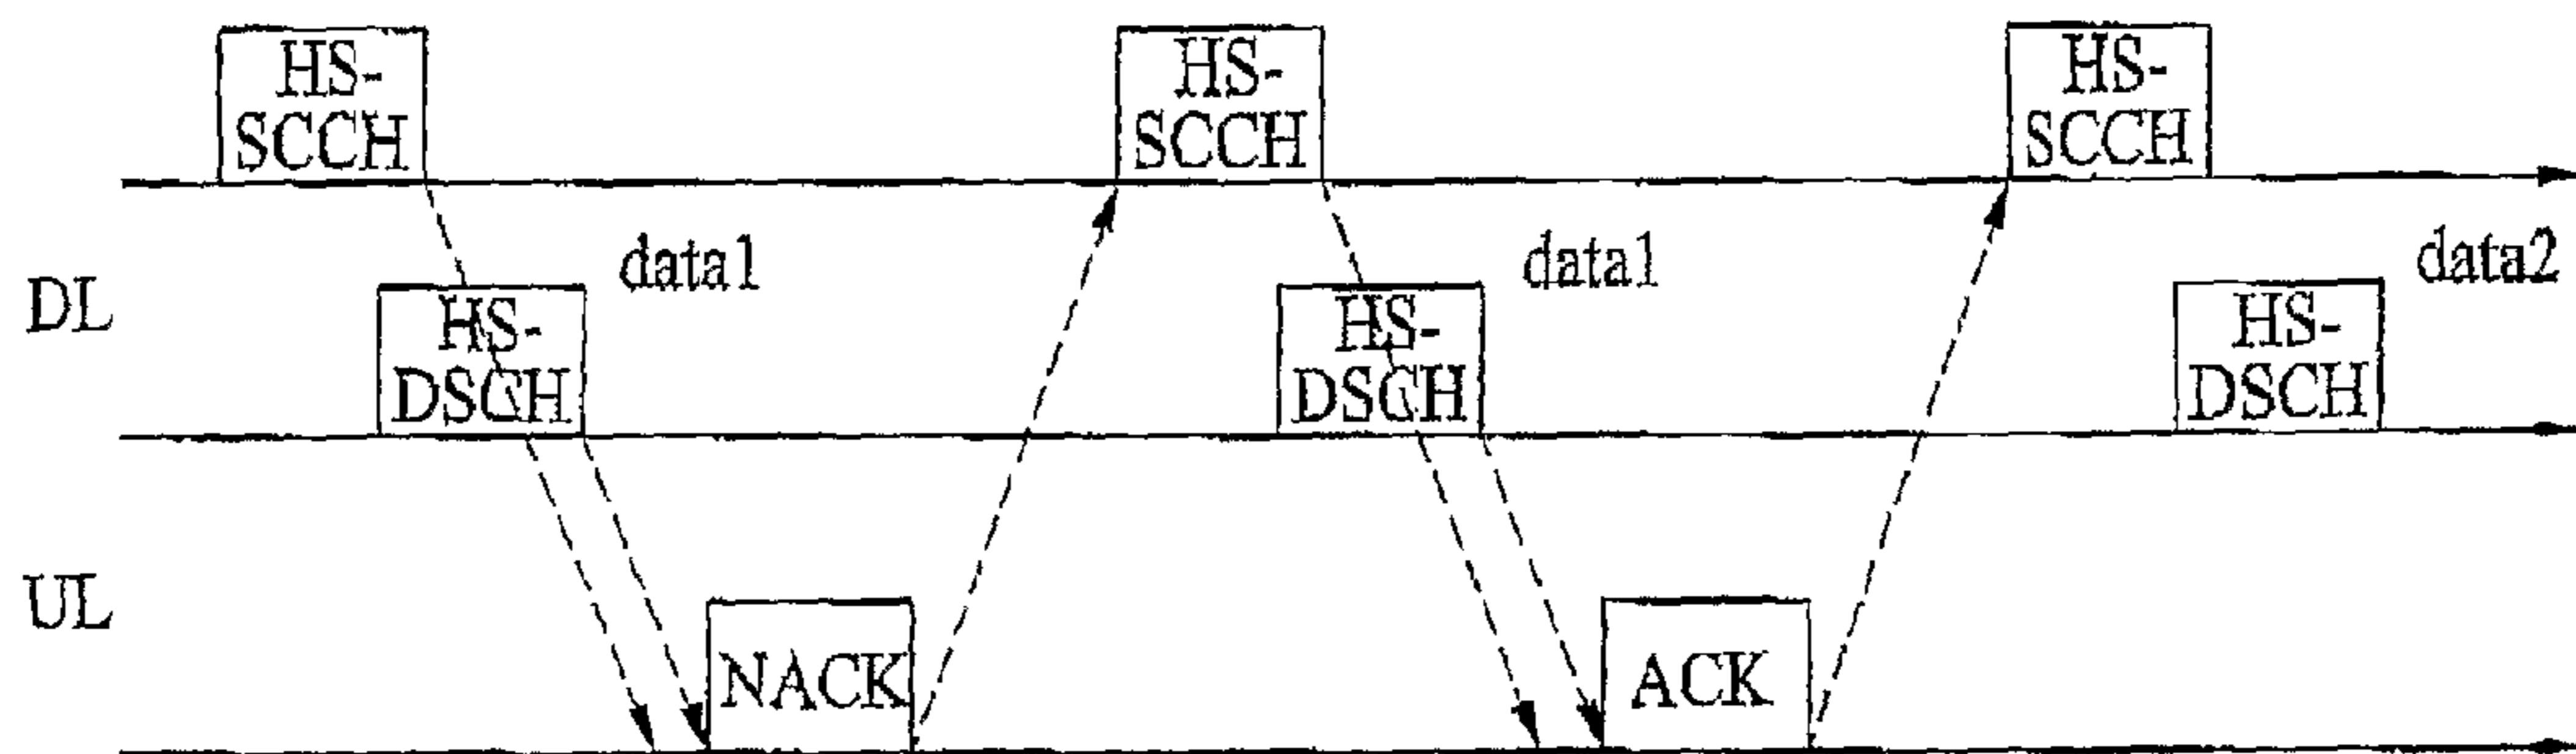 HS-
SCCH
HS-
SCCH
HS-
SCCH
DL
data1
data1
data2
HS-
DSCH
HS-
DSCH
HS-
DSCH
UL
NACK
ACK